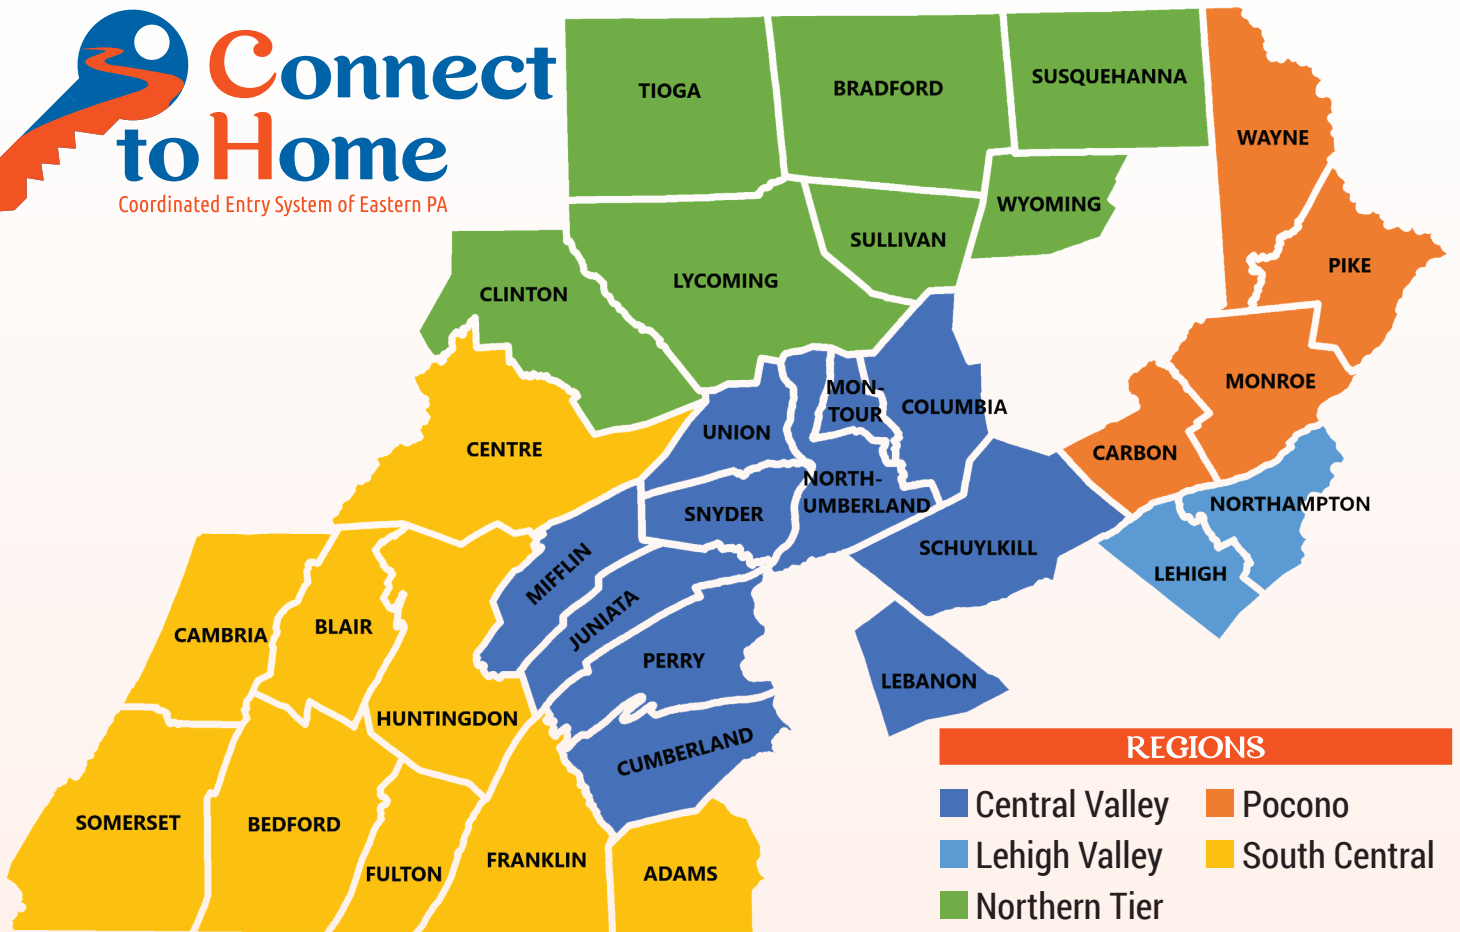 Connect
to Home
Coordinated Entry System of Eastern PA
TIOGA
BRADFORD
SUSQUEHANNA
WAYNE
WYOMING
SULLIVAN
LYCOMING
CLINTON
PIKE
MONROE
CARBON
CENTRE
UNION
MON-
TOUR
COLUMBIA
NORTH-
UMBERLAND
SNYDER
SCHUYLKILL
NORTHAMPTON
LEHIGH
MIFFLIN
JUNIATA
PERRY
LEBANON
CUMBERLAND
CAMBRIA
BLAIR
HUNTINGDON
SOMERSET
BEDFORD
FULTON
FRANKLIN
ADAMS
REGIONS
Central Valley
Pocono
Lehigh Valley
South Central
Northern Tier